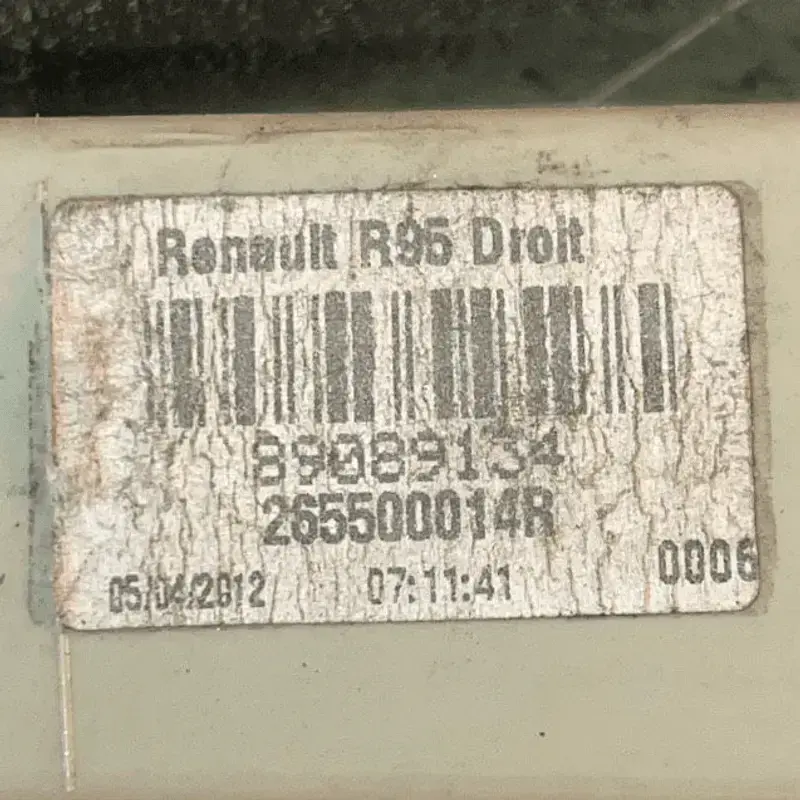 Renault R95 Droit
89089134
265500014R
05/04/2012 07:11:41 0006